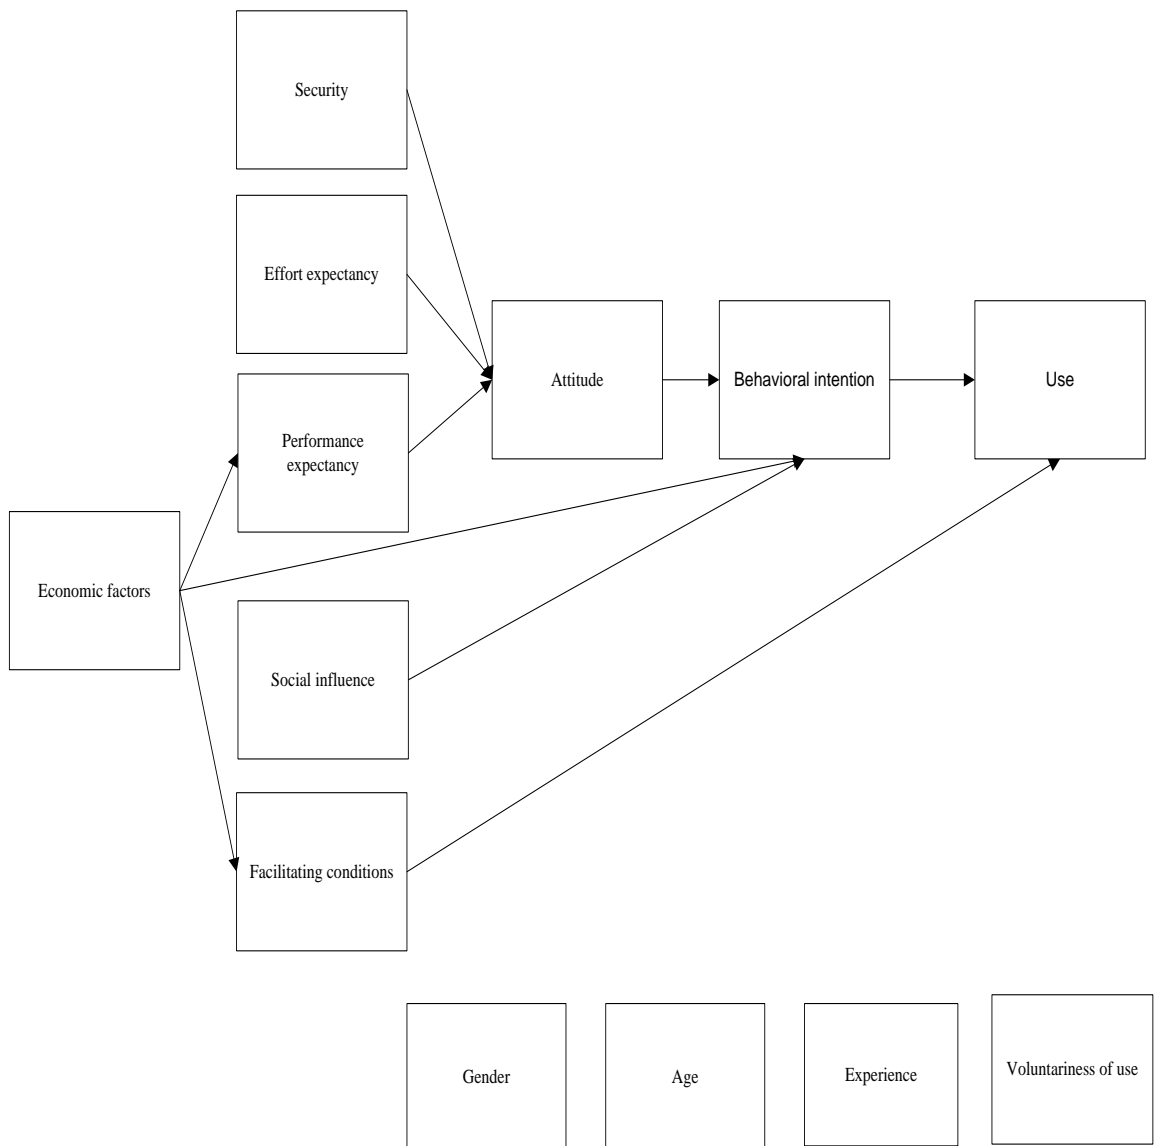 Security
Effort expectancy
Attitude
Behavioral intention
Use
Performance
expectancy
Economic factors
Social influence
Facilitating conditions
Gender
Age
Experience
Voluntariness of use